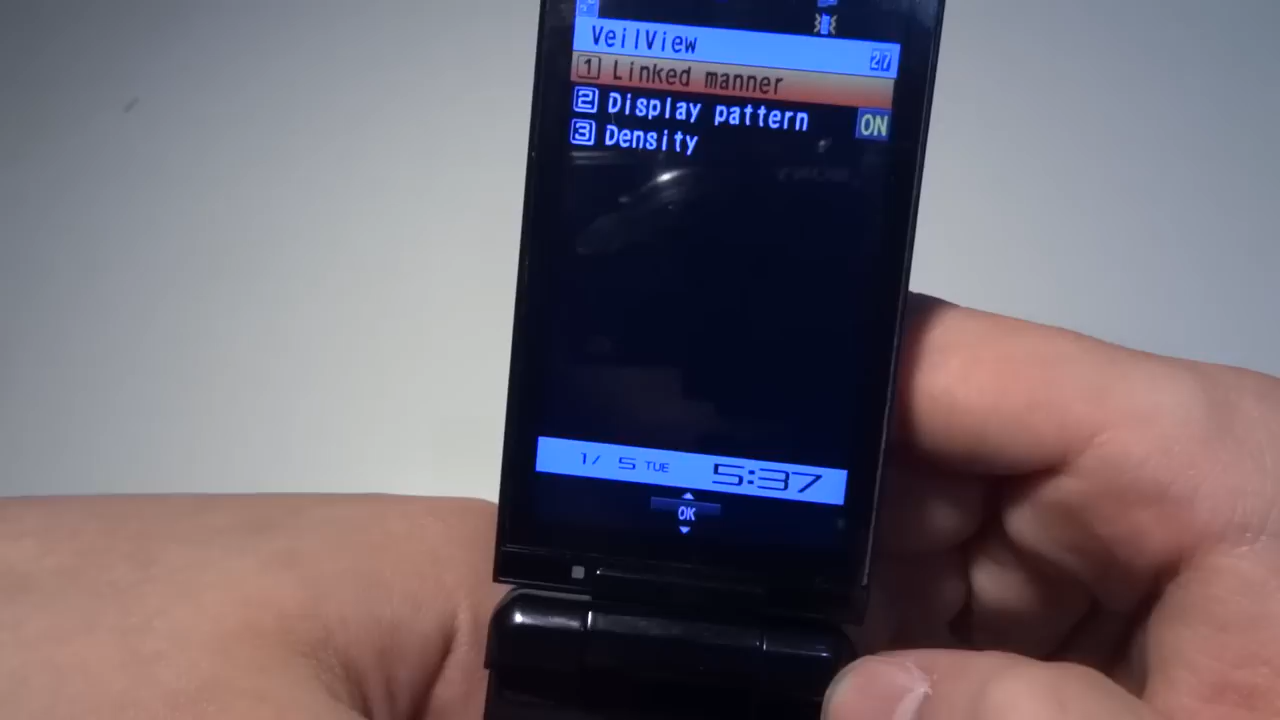 VeilView 27
1 Linked manner
2 Display pattern ON
3 Density
1/ 5 TUE 5:37
OK